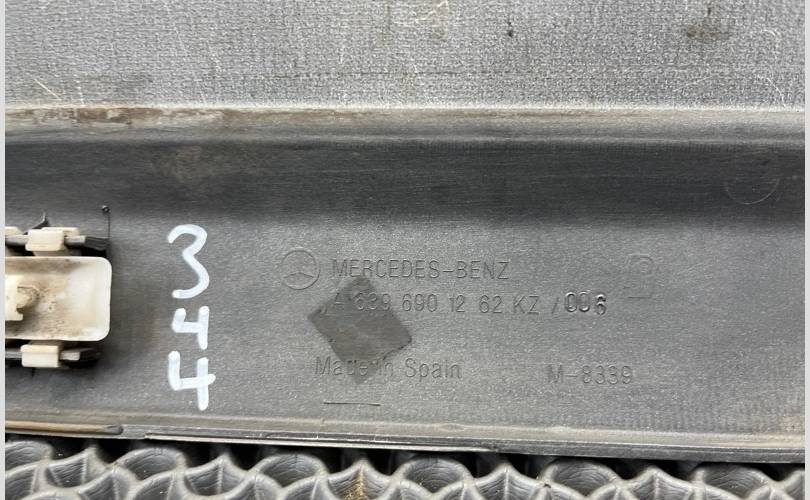 3
4
4
MERCEDES-BENZ
A 639 690 12 62 KZ / 006
Made in Spain
M-8339